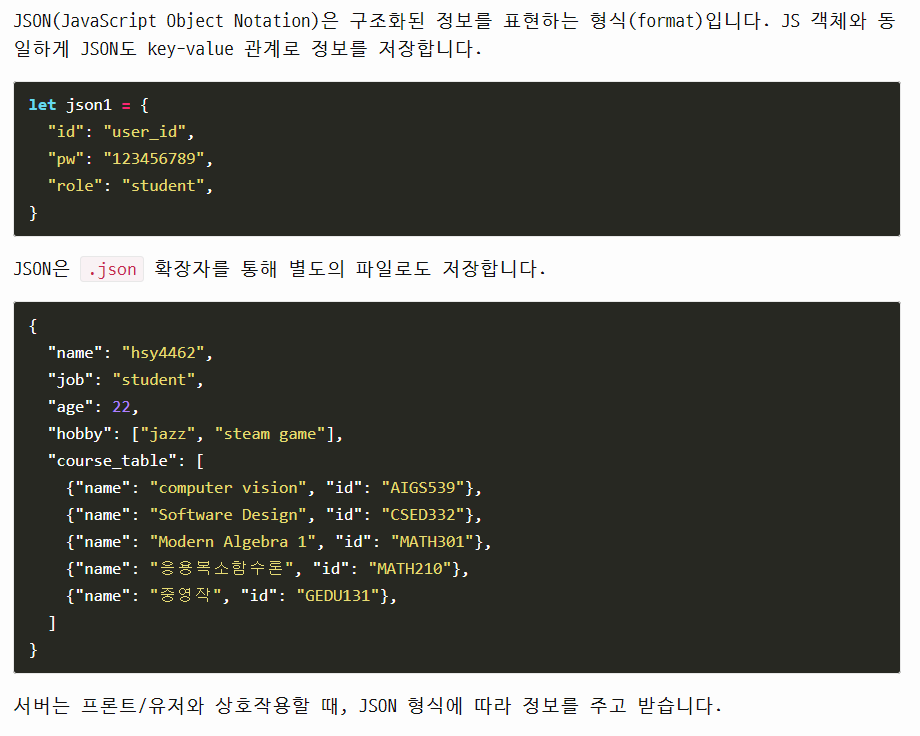 JSON(JavaScript Object Notation)은 구조화된 정보를 표현하는 형식(format)입니다. JS 객체와 동
일하게 JSON도 key-value 관계로 정보를 저장합니다.
let json1 = {
  "id": "user_id",
  "pw": "123456789",
  "role": "student",
}
JSON은 .json 확장자를 통해 별도의 파일로도 저장합니다.
{
  "name": "hsy4462",
  "job": "student",
  "age": 22,
  "hobby": ["jazz", "steam game"],
  "course_table": [
    {"name": "computer vision", "id": "AIGS539"},
    {"name": "Software Design", "id": "CSED332"},
    {"name": "Modern Algebra 1", "id": "MATH301"},
    {"name": "응용복소함수론", "id": "MATH210"},
    {"name": "중영작", "id": "GEDU131"},
  ]
}
서버는 프론트/유저와 상호작용할 때, JSON 형식에 따라 정보를 주고 받습니다.